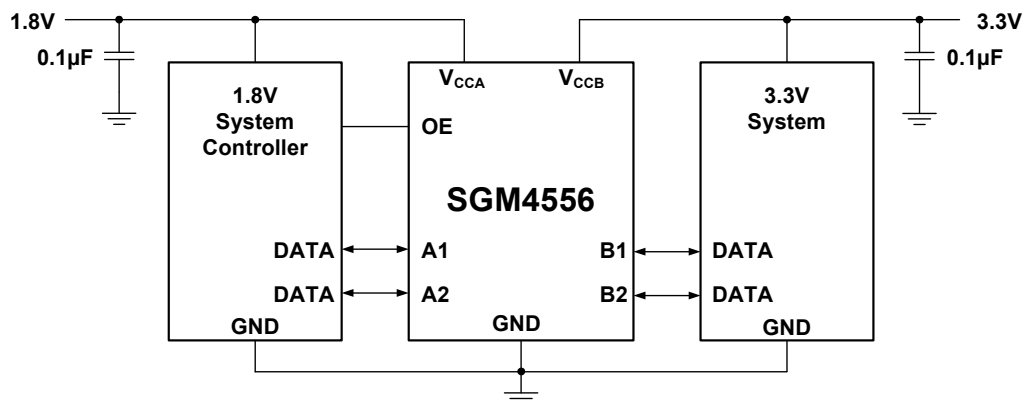 1.8V
3.3V
0.1µF
0.1µF
VCCA
VCCB
1.8V
System
Controller
OE
3.3V
System
SGM4556
DATA
A1
B1
DATA
DATA
A2
B2
DATA
GND
GND
GND